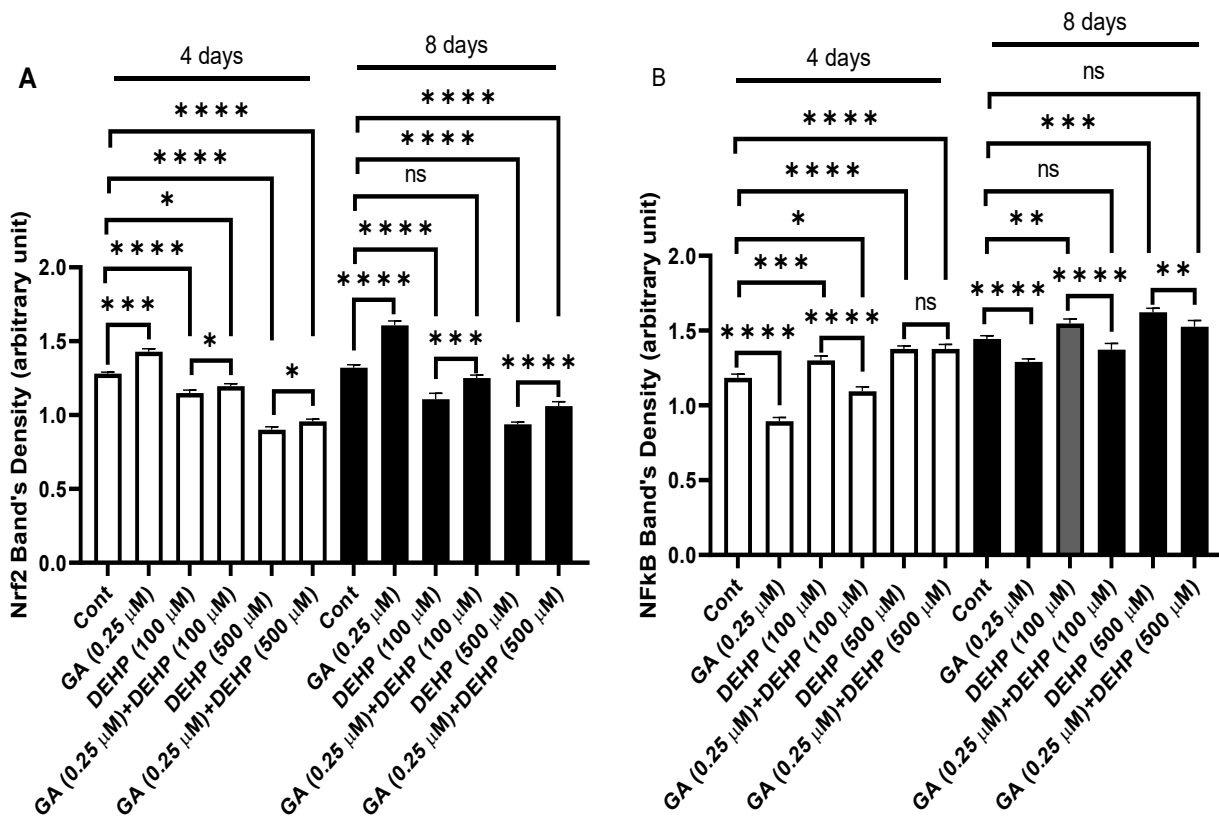 A
4 days
8 days
****
****
*
****
***
*
*
****
****
ns
****
****
***
****
Nrf2 Band's Density (arbitrary unit)
2.0
1.5
1.0
0.5
0.0
Cont
GA (0.25 μM)
DEHP (100 μM)
GA (0.25 μM)+DEHP (100 μM)
DEHP (500 μM)
GA (0.25 μM)+DEHP (500 μM)
Cont
GA (0.25 μM)
DEHP (100 μM)
GA (0.25 μM)+DEHP (100 μM)
DEHP (500 μM)
GA (0.25 μM)+DEHP (500 μM)
B
4 days
8 days
****
****
*
***
****
****
ns
ns
***
ns
**
****
****
**
NFkB Band's Density (arbitrary unit)
2.0
1.5
1.0
0.5
0.0
Cont
GA (0.25 μM)
DEHP (100 μM)
GA (0.25 μM)+DEHP (100 μM)
DEHP (500 μM)
GA (0.25 μM)+DEHP (500 μM)
Cont
GA (0.25 μM)
DEHP (100 μM)
GA (0.25 μM)+DEHP (100 μM)
DEHP (500 μM)
GA (0.25 μM)+DEHP (500 μM)